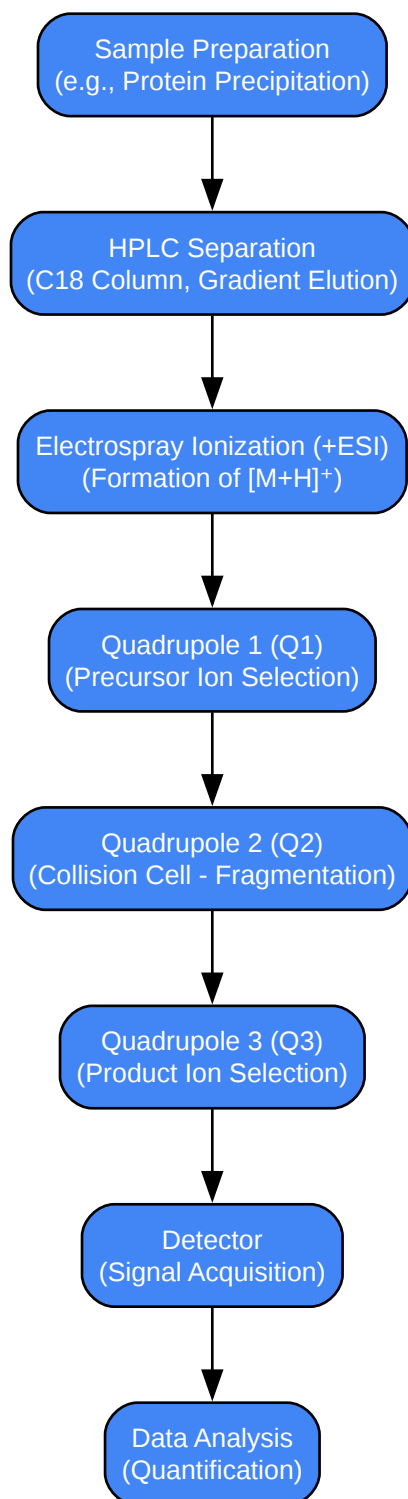 Sample Preparation
(e.g., Protein Precipitation)
HPLC Separation
(C18 Column, Gradient Elution)
Electrospray Ionization (+ESI)
(Formation of [M+H]⁺)
Quadrupole 1 (Q1)
(Precursor Ion Selection)
Quadrupole 2 (Q2)
(Collision Cell - Fragmentation)
Quadrupole 3 (Q3)
(Product Ion Selection)
Detector
(Signal Acquisition)
Data Analysis
(Quantification)